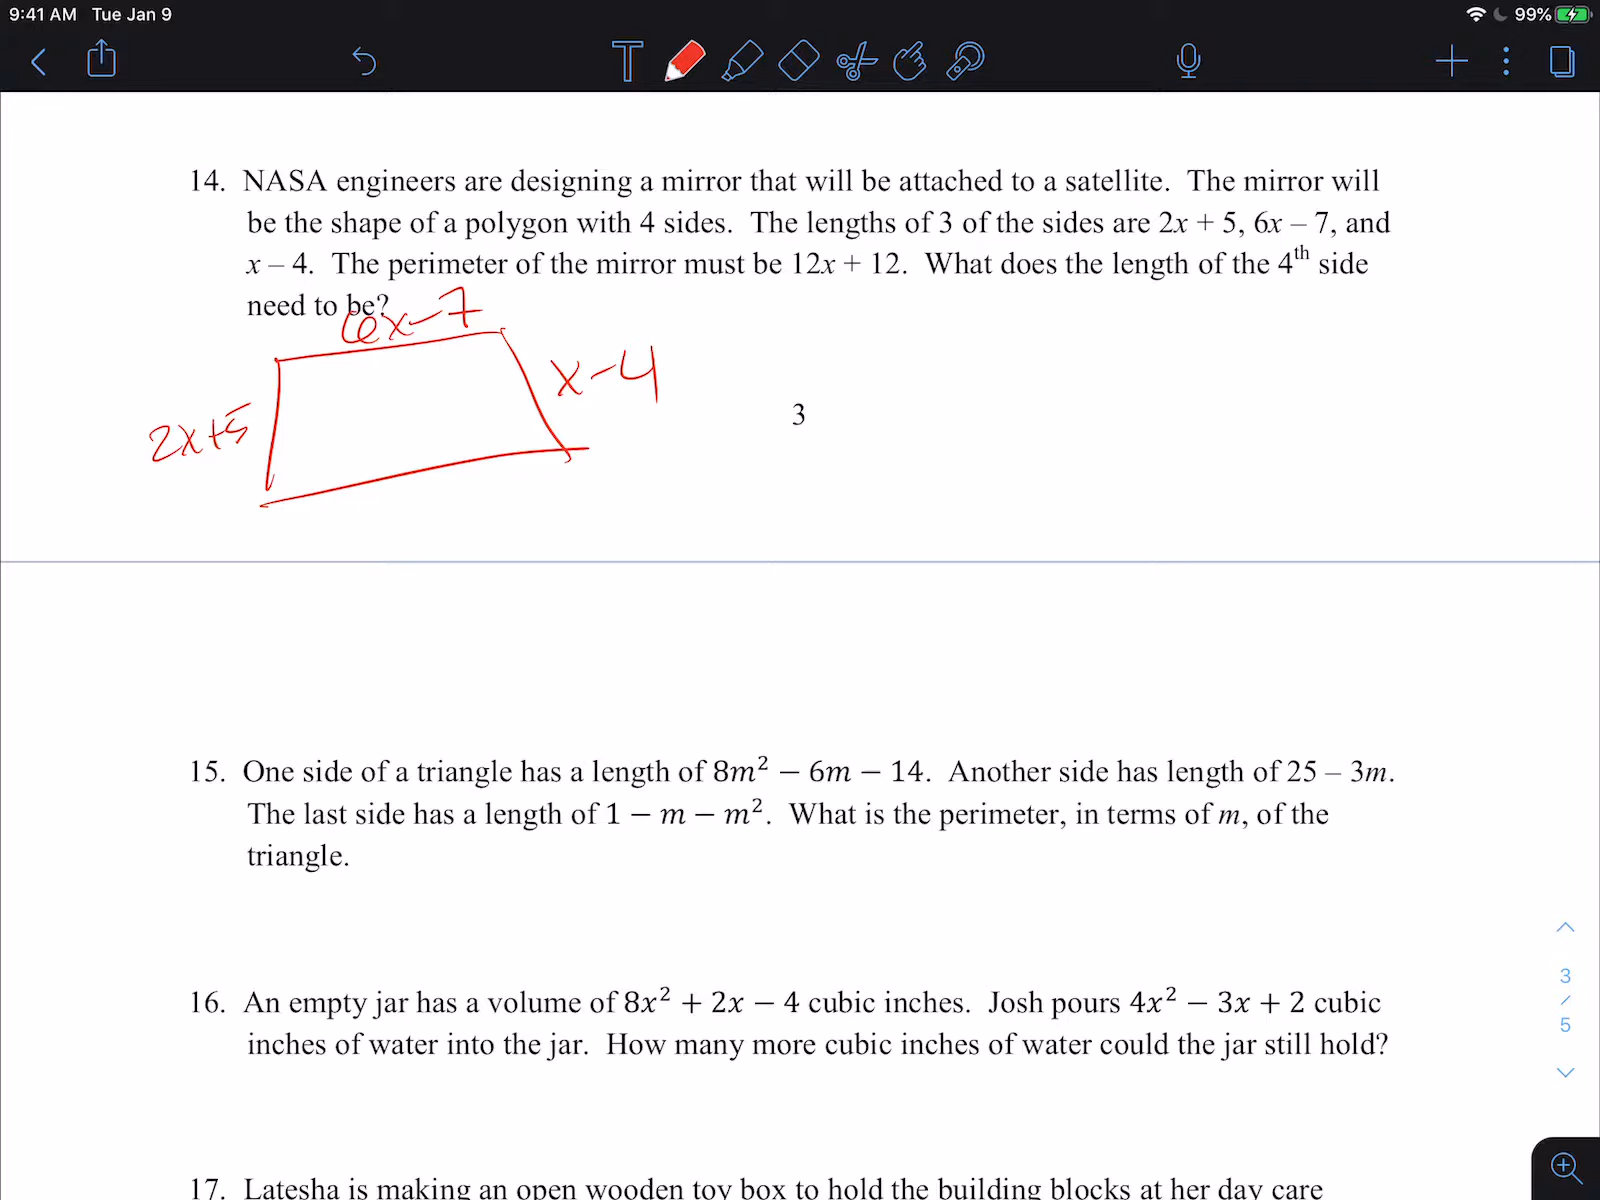 9:41 AM Tue Jan 9
99%
T
14. NASA engineers are designing a mirror that will be attached to a satellite. The mirror will
be the shape of a polygon with 4 sides. The lengths of 3 of the sides are 2x + 5, 6x – 7, and
x – 4. The perimeter of the mirror must be 12x + 12. What does the length of the 4th side
need to be?
6x-7
x-4
2x+5
3
15. One side of a triangle has a length of 8m² − 6m − 14. Another side has length of 25 – 3m.
The last side has a length of 1 − m − m². What is the perimeter, in terms of m, of the
triangle.
3
/
5
16. An empty jar has a volume of 8x² + 2x − 4 cubic inches. Josh pours 4x² − 3x + 2 cubic
inches of water into the jar. How many more cubic inches of water could the jar still hold?
17. Latesha is making an open wooden toy box to hold the building blocks at her day care